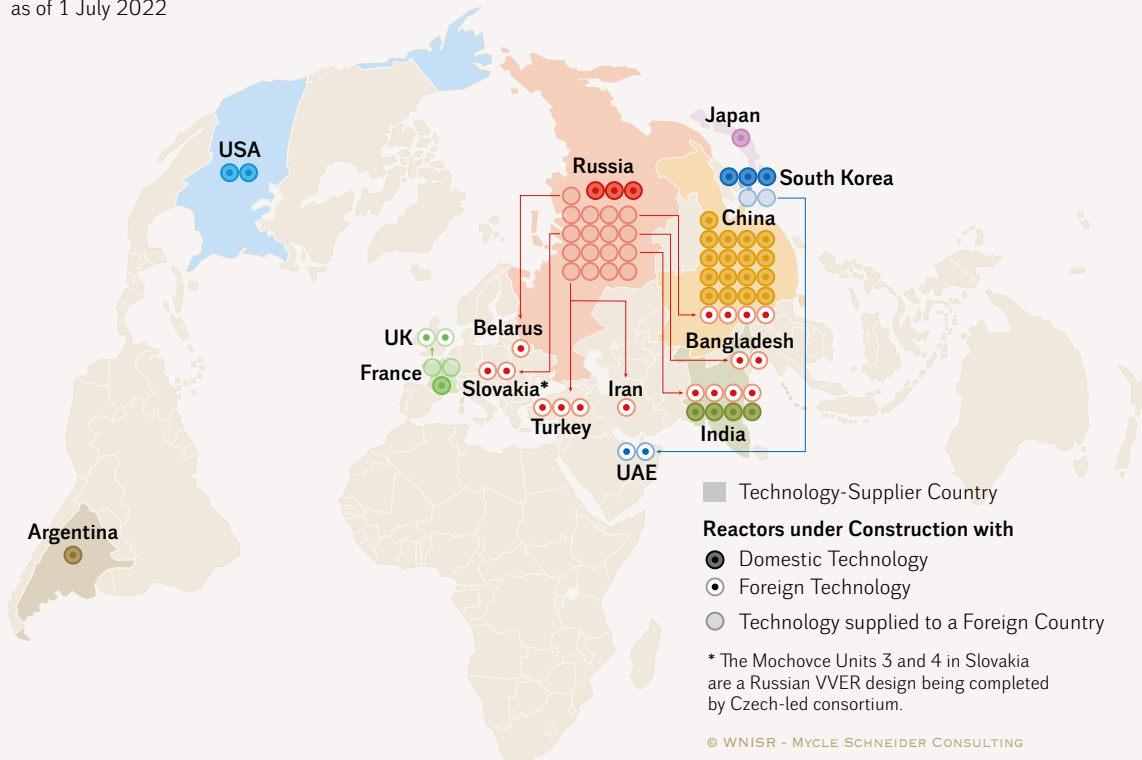 as of 1 July 2022
Japan
USA
Russia
South Korea
China
UK
Belarus
Bangladesh
France
Slovakia*
Iran
Turkey
India
UAE
Technology-Supplier Country
Argentina
Reactors under Construction with
Domestic Technology
Foreign Technology
Technology supplied to a Foreign Country
* The Mochovce Units 3 and 4 in Slovakia
are a Russian VVER design being completed
by Czech-led consortium.
© WNISR - Mycle Schneider Consulting